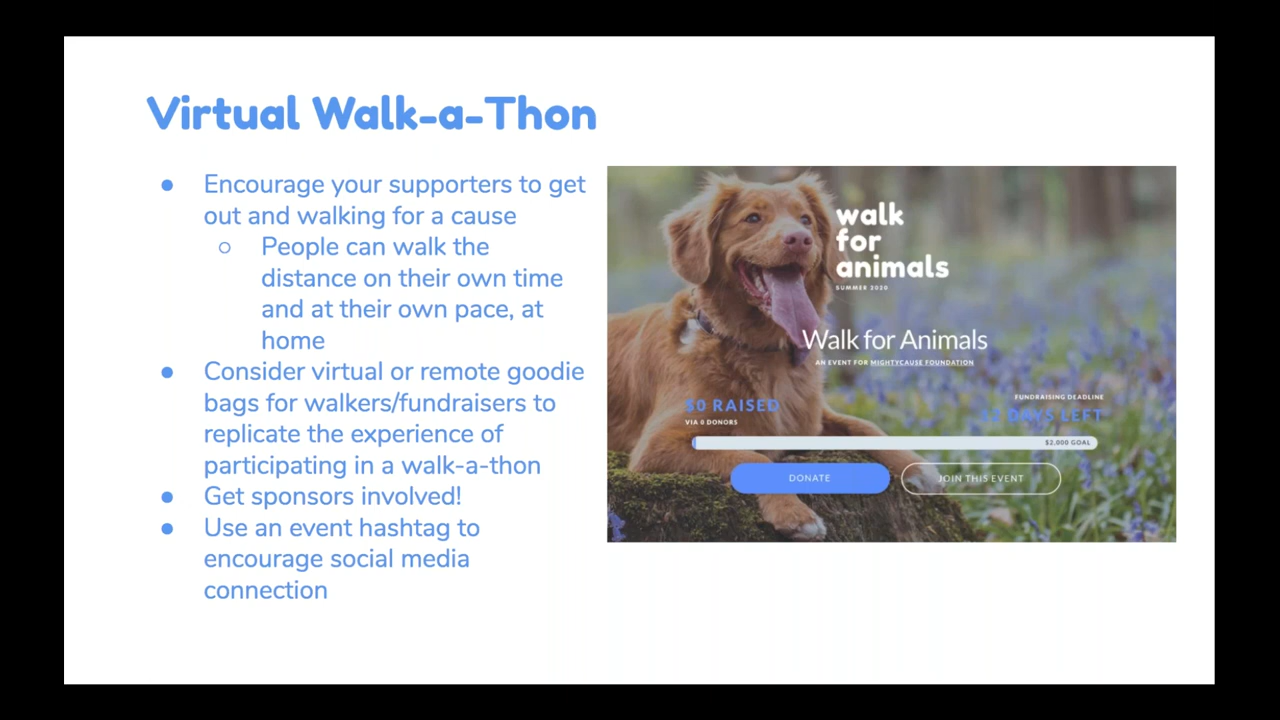 Virtual Walk-a-Thon
● Encourage your supporters to get
out and walking for a cause
○ People can walk the
distance on their own time
and at their own pace, at
home
● Consider virtual or remote goodie
bags for walkers/fundraisers to
replicate the experience of
participating in a walk-a-thon
● Get sponsors involved!
● Use an event hashtag to
encourage social media
connection
walk
for
animals
SUMMER 2020
Walk for Animals
AN EVENT FOR MIGHTYCAUSE FOUNDATION
$0 RAISED
VIA 0 DONORS
FUNDRAISING DEADLINE
DAYS LEFT
$2,000 GOAL
DONATE
JOIN THIS EVENT